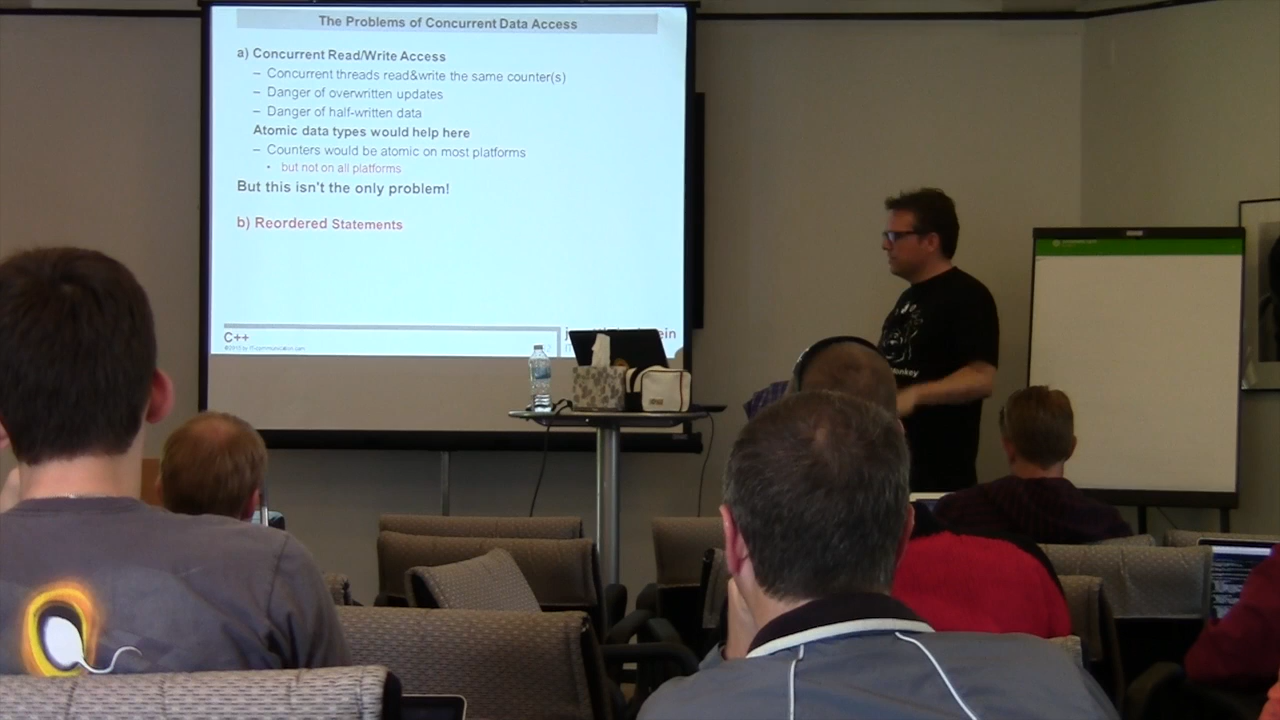 The Problems of Concurrent Data Access
a) Concurrent Read/Write Access
– Concurrent threads read&write the same counter(s)
– Danger of overwritten updates
– Danger of half-written data
Atomic data types would help here
– Counters would be atomic on most platforms
• but not on all platforms
But this isn't the only problem!
b) Reordered Statements
C++